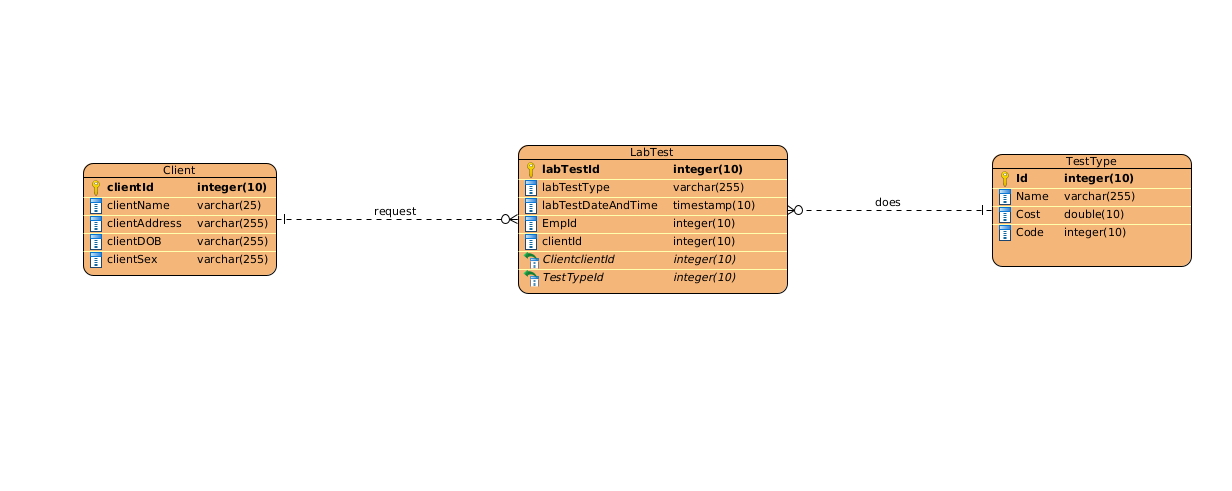 Client
clientId integer(10)
clientName varchar(25)
clientAddress varchar(255)
clientDOB varchar(255)
clientSex varchar(255)
request
LabTest
labTestId integer(10)
labTestType varchar(255)
labTestDateAndTime timestamp(10)
EmpId integer(10)
clientId integer(10)
ClientclientId integer(10)
TestTypeId integer(10)
does
TestType
Id integer(10)
Name varchar(255)
Cost double(10)
Code integer(10)